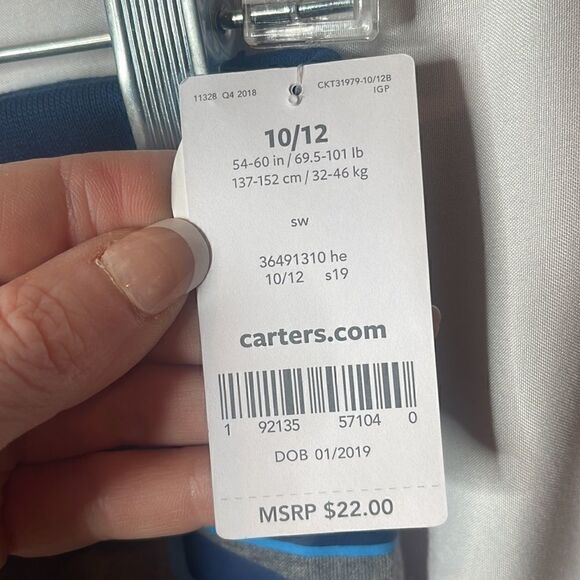 11328 Q4 2018 CKT31979-10/12B
IGP
10/12
54-60 in / 69.5-101 lb
137-152 cm / 32-46 kg
sw
36491310 he
10/12 s19
carters.com
1 92135 57104 0
DOB 01/2019
MSRP $22.00